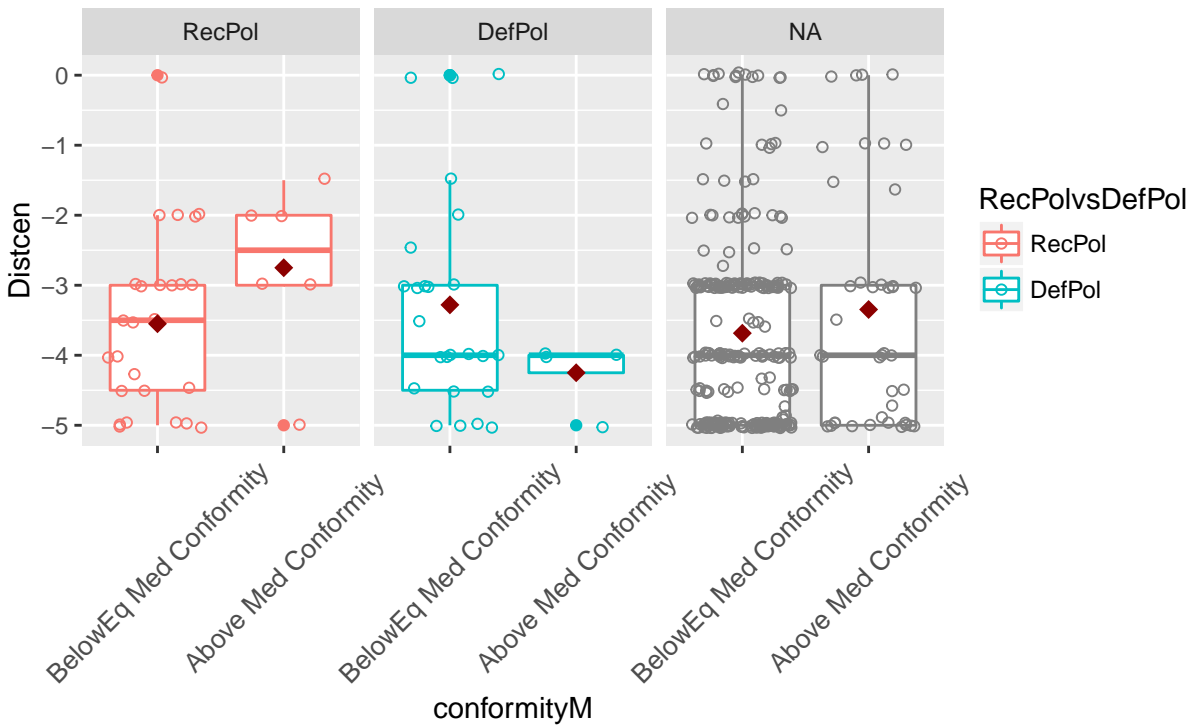 RecPol
DefPol
NA
0
−1
−2
−3
−4
−5
Distcen
BelowEq Med Conformity
Above Med Conformity
BelowEq Med Conformity
Above Med Conformity
BelowEq Med Conformity
Above Med Conformity
conformityM
RecPolvsDefPol
RecPol
DefPol